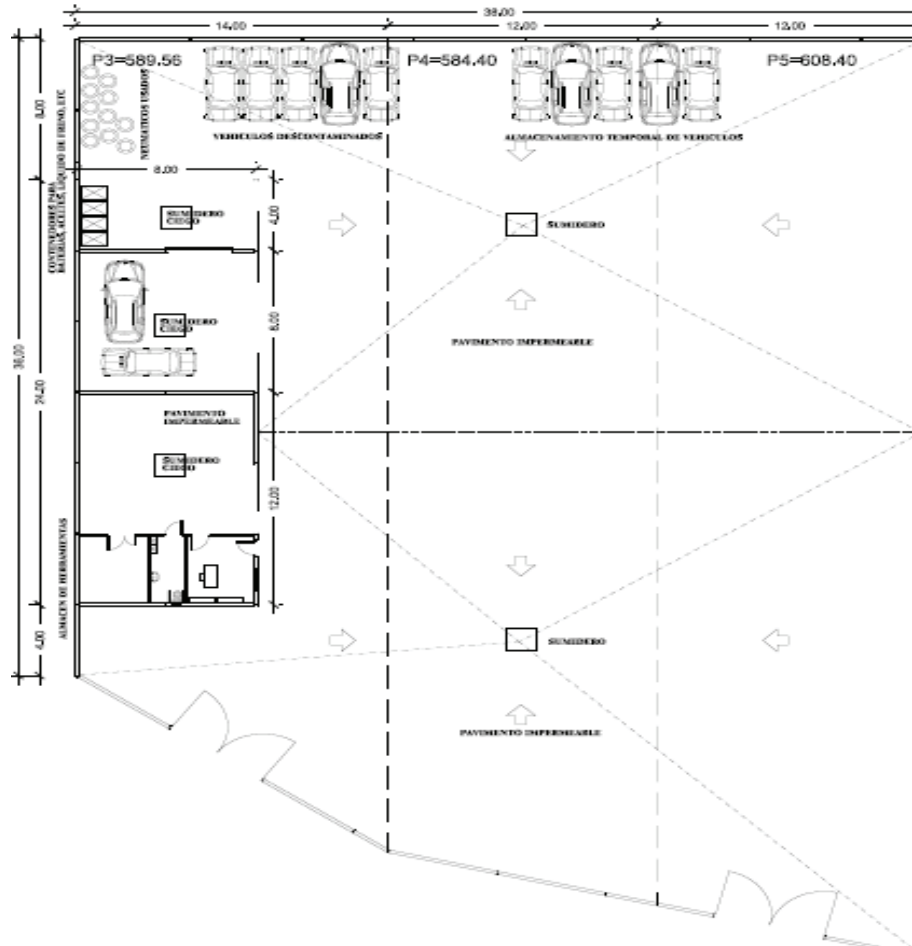 38.00
14.00
12.00
12.00
P3=589.56
P4=584.40
P5=608.40
8.00
NEUMATICOS USADOS
VEHICULOS DESCONTAMINADOS
ALMACENAMIENTO TEMPORAL DE VEHICULOS
8.00
CONTENEDORES PARA
BATERIAS, ACEITES, LIQUIDO DE FRENO, ETC
4.00
SUMIDERO
CIEGO
SUMIDERO
SUMIDERO
CIEGO
8.00
PAVIMENTO IMPERMEABLE
36.00
24.00
PAVIMENTO
IMPERMEABLE
SUMIDERO
CIEGO
12.00
ALMACEN DE HERRAMIENTAS
4.00
SUMIDERO
PAVIMENTO IMPERMEABLE